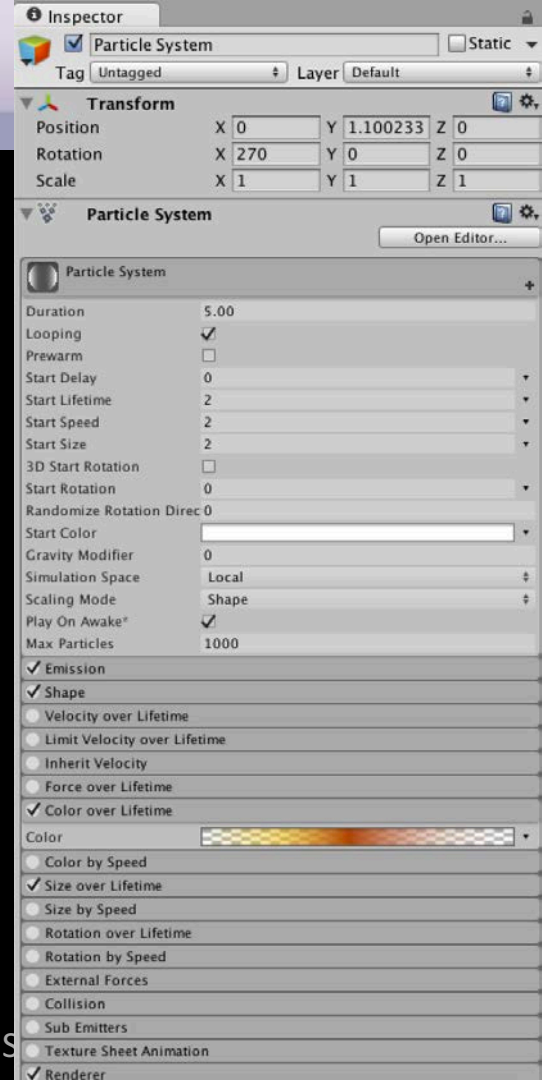 Inspector
Particle System Static
Tag Untagged Layer Default
Transform
Position X 0 Y 1.100233 Z 0
Rotation X 270 Y 0 Z 0
Scale X 1 Y 1 Z 1
Particle System
Open Editor...
Particle System
Duration 5.00
Looping
Prewarm
Start Delay 0
Start Lifetime 2
Start Speed 2
Start Size 2
3D Start Rotation
Start Rotation 0
Randomize Rotation Direc 0
Start Color
Gravity Modifier 0
Simulation Space Local
Scaling Mode Shape
Play On Awake*
Max Particles 1000
Emission
Shape
Velocity over Lifetime
Limit Velocity over Lifetime
Inherit Velocity
Force over Lifetime
Color over Lifetime
Color
Color by Speed
Size over Lifetime
Size by Speed
Rotation over Lifetime
Rotation by Speed
External Forces
Collision
Sub Emitters
S
Texture Sheet Animation
Renderer